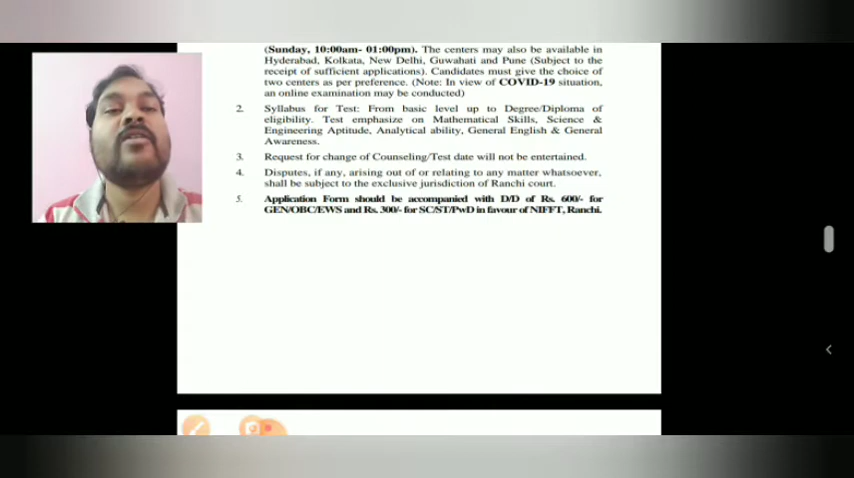 (Sunday, 10:00am- 01:00pm). The centers may also be available in
Hyderabad, Kolkata, New Delhi, Guwahati and Pune (Subject to the
receipt of sufficient applications). Candidates must give the choice of
two centers as per preference. (Note: In view of COVID-19 situation,
an online examination may be conducted)
2. Syllabus for Test: From basic level up to Degree/Diploma of
eligibility. Test emphasize on Mathematical Skills, Science &
Engineering Aptitude, Analytical ability, General English & General
Awareness.
3. Request for change of Counseling/Test date will not be entertained.
4. Disputes, if any, arising out of or relating to any matter whatsoever,
shall be subject to the exclusive jurisdiction of Ranchi court.
5. Application Form should be accompanied with D/D of Rs. 600/- for
GEN/OBC/EWS and Rs. 300/- for SC/ST/PwD in favour of NIFFT, Ranchi.